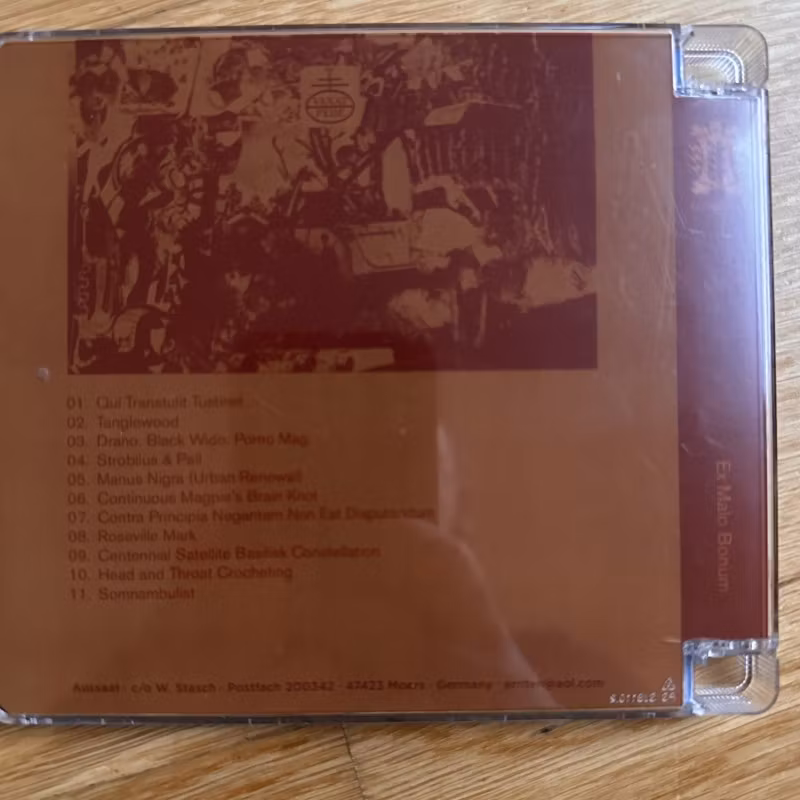 01. Qui Transtulit Sustinet
02. Tanglewood
03. Drano, Black Wido, Porno Mag.
04. Strobilus & Pall
05. Manus Nigra (Urban Renewal)
06. Continuous Magpie's Brain Knot
07. Contra Principia Negantem Non Est Disputandum
08. Roseville Mark
09. Centennial Satellite Basilisk Constellation
10. Head and Throat Crocheting
11. Somnambulist
Aussaat · c/o W. Stasch · Postfach 200342 · 47423 Moers · Germany ·
Ex Malo Bonum